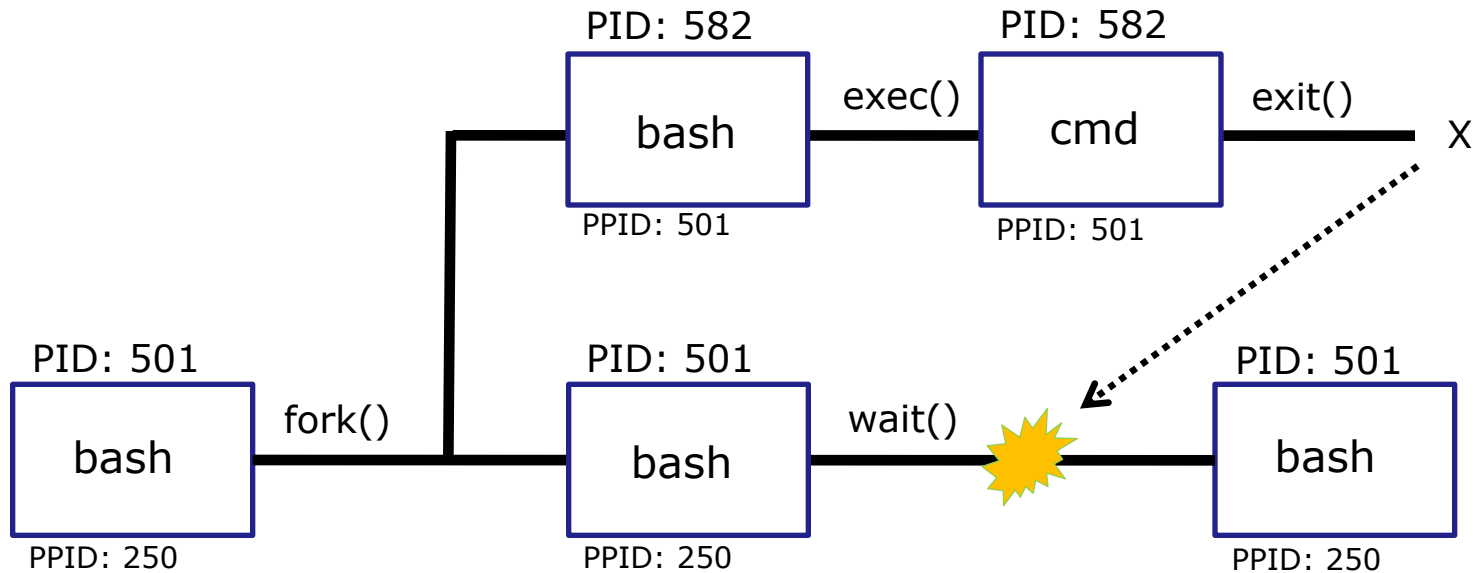 PID: 582
bash
PPID: 501
exec()
PID: 582
cmd
PPID: 501
exit()
X
PID: 501
bash
PPID: 250
fork()
PID: 501
bash
PPID: 250
wait()
PID: 501
bash
PPID: 250